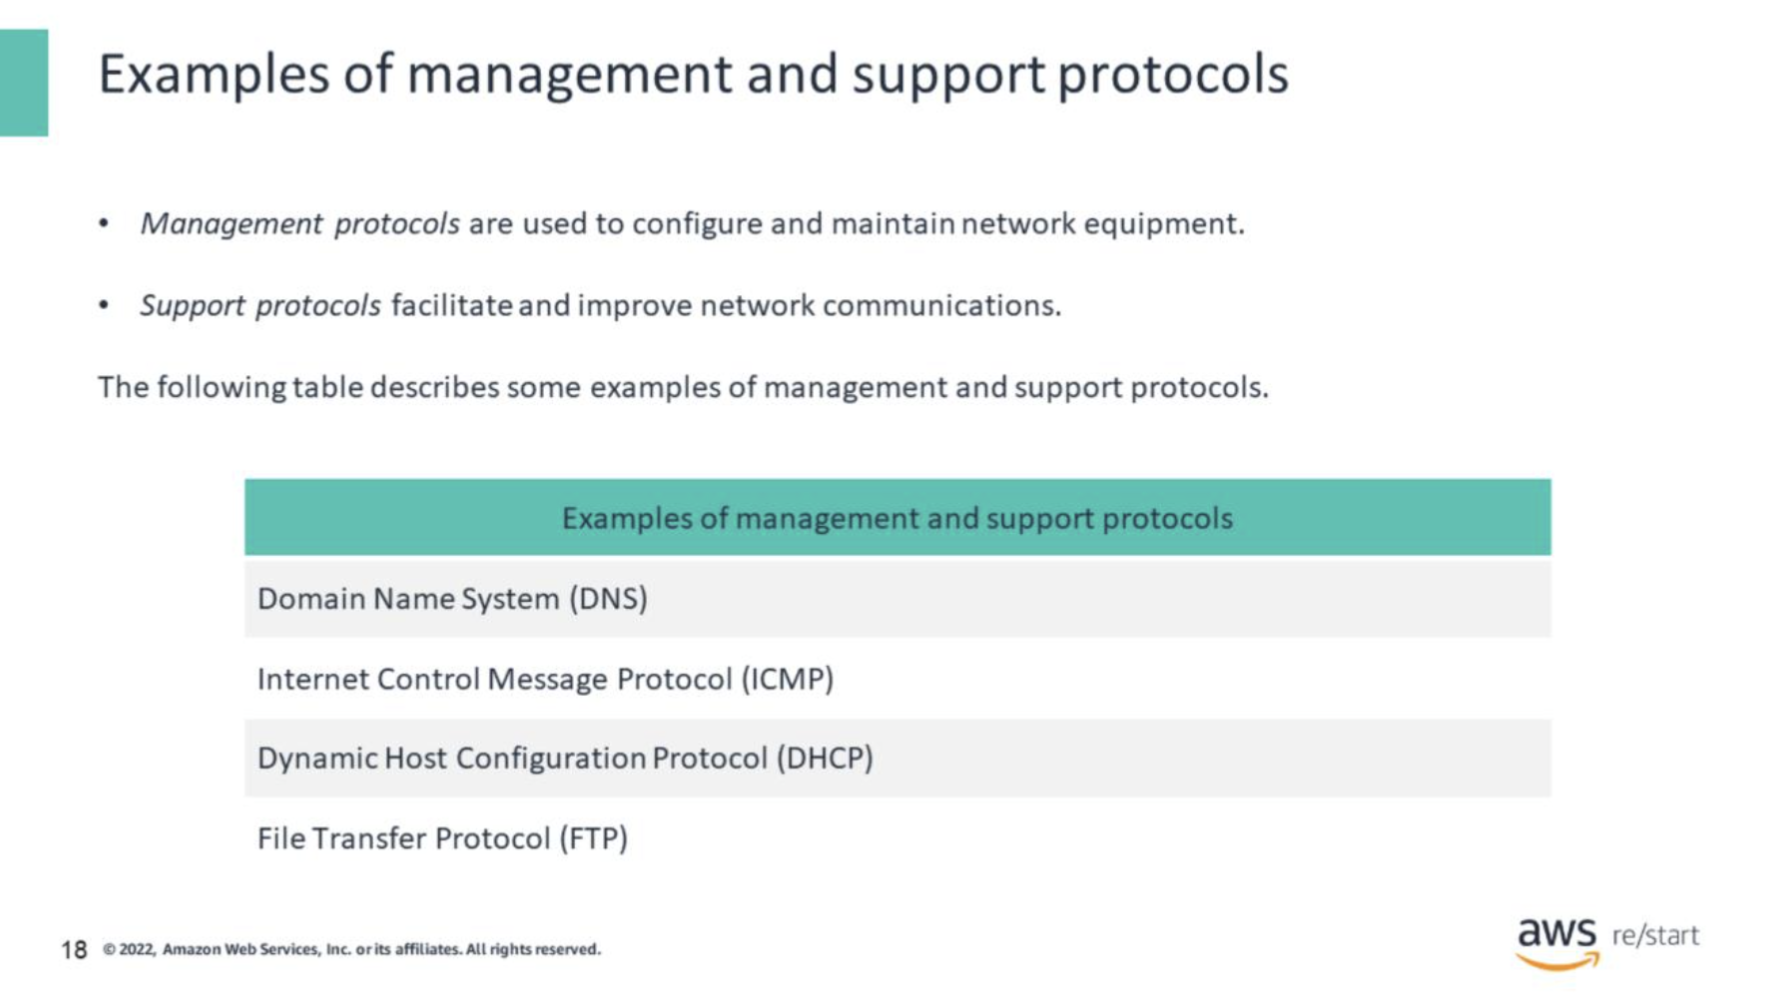 Examples of management and support protocols
• Management protocols are used to configure and maintain network equipment.
• Support protocols facilitate and improve network communications.
The following table describes some examples of management and support protocols.
Examples of management and support protocols
Domain Name System (DNS)
Internet Control Message Protocol (ICMP)
Dynamic Host Configuration Protocol (DHCP)
File Transfer Protocol (FTP)
18 © 2022, Amazon Web Services, Inc. or its affiliates. All rights reserved.
aws re/start